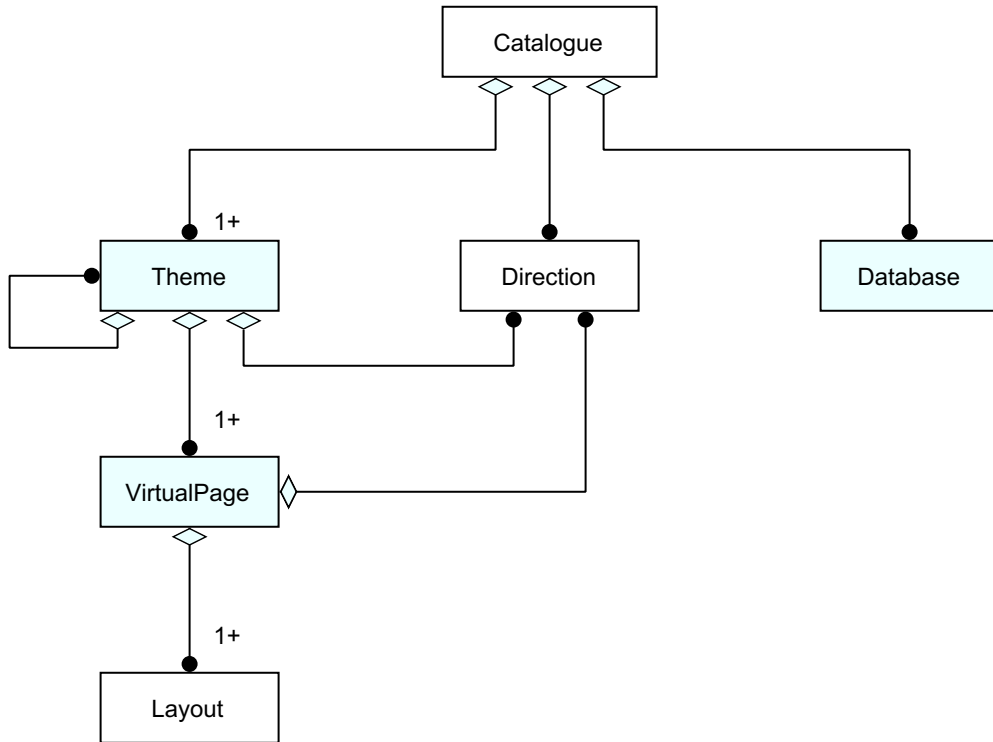 Catalogue
1+
Theme
Direction
Database
1+
VirtualPage
1+
Layout